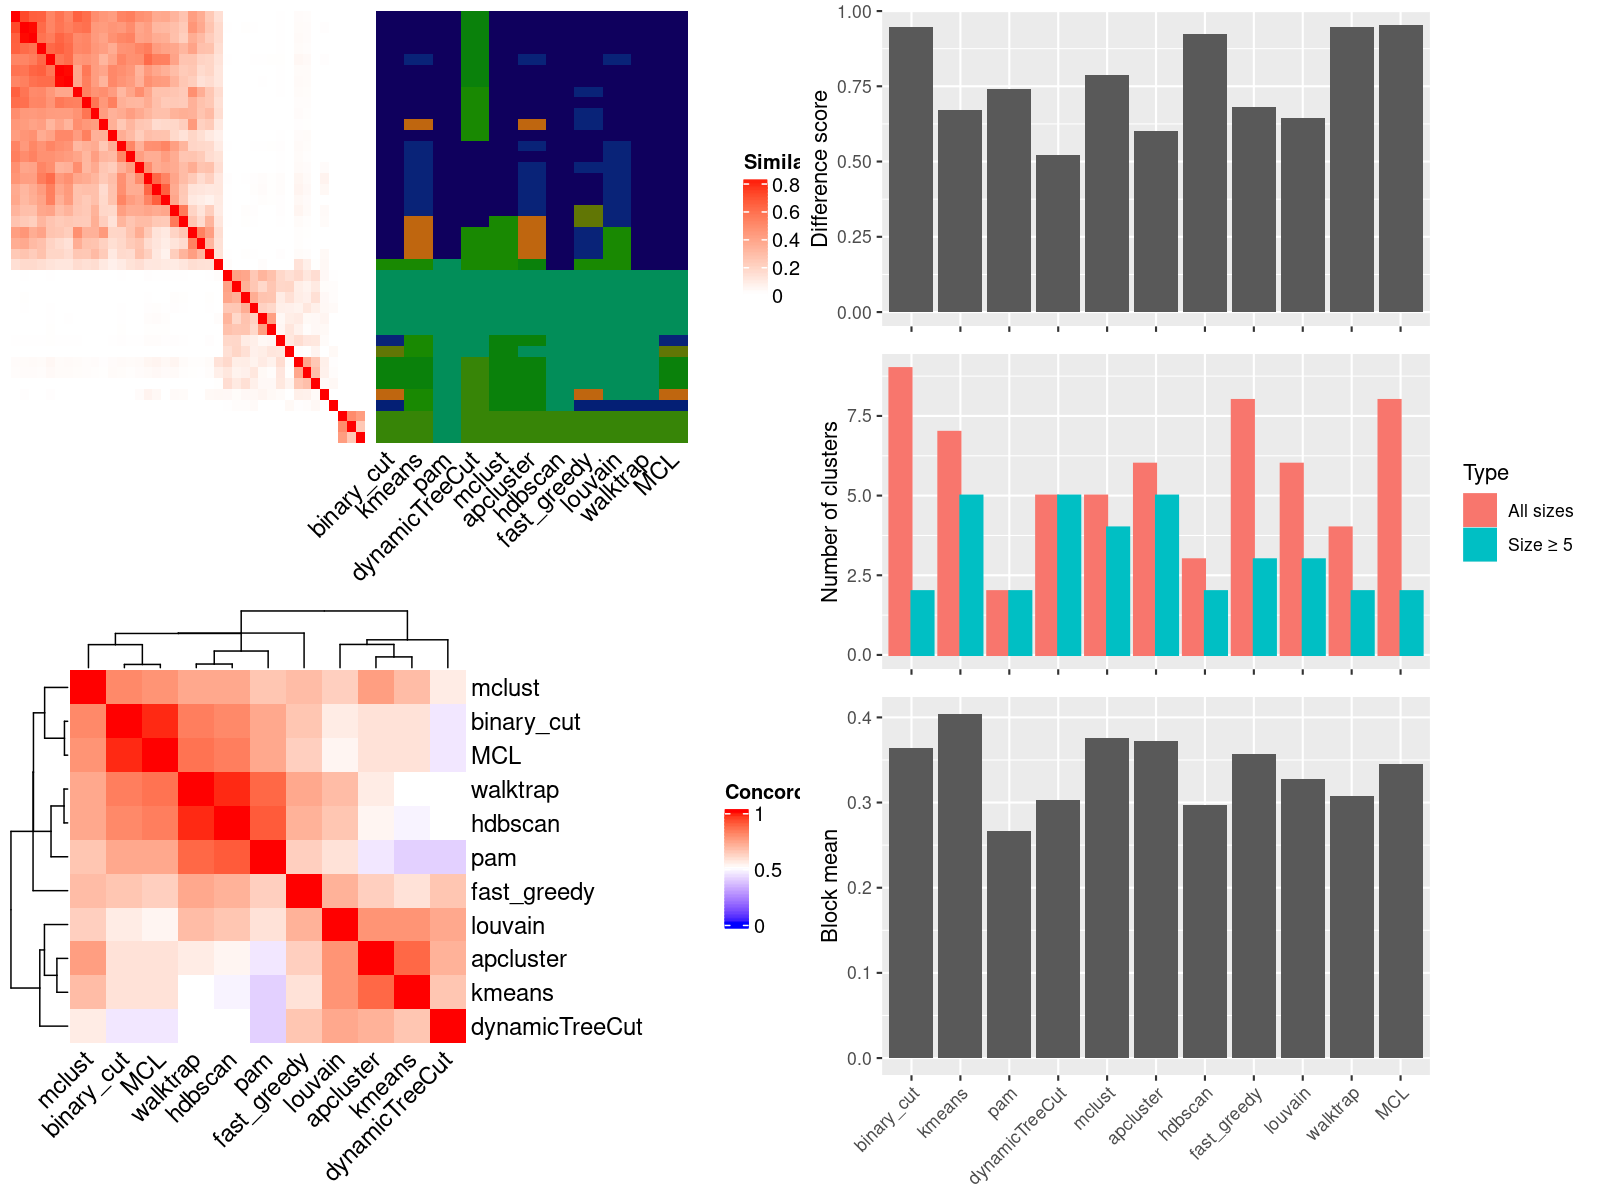 Simila
0.8
0.6
0.4
0.2
0
binary_cut
kmeans
pam
dynamicTreeCut
mclust
apcluster
hdbscan
fast_greedy
louvain
walktrap
MCL
mclust
binary_cut
MCL
walktrap
hdbscan
pam
fast_greedy
louvain
apcluster
kmeans
dynamicTreeCut
mclust
binary_cut
MCL
walktrap
hdbscan
pam
fast_greedy
louvain
apcluster
kmeans
dynamicTreeCut
Concord
1
0.5
0
Difference score
1.00
0.75
0.50
0.25
0.00
Number of clusters
7.5
5.0
2.5
0.0
Type
All sizes
Size ≥ 5
Block mean
0.4
0.3
0.2
0.1
0.0
binary_cut
kmeans
pam
dynamicTreeCut
mclust
apcluster
hdbscan
fast_greedy
louvain
walktrap
MCL